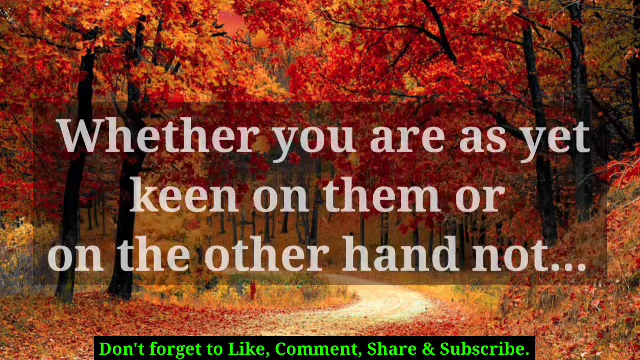 Whether you are as yet
keen on them or
on the other hand not...
Don't forget to Like, Comment, Share & Subscribe.